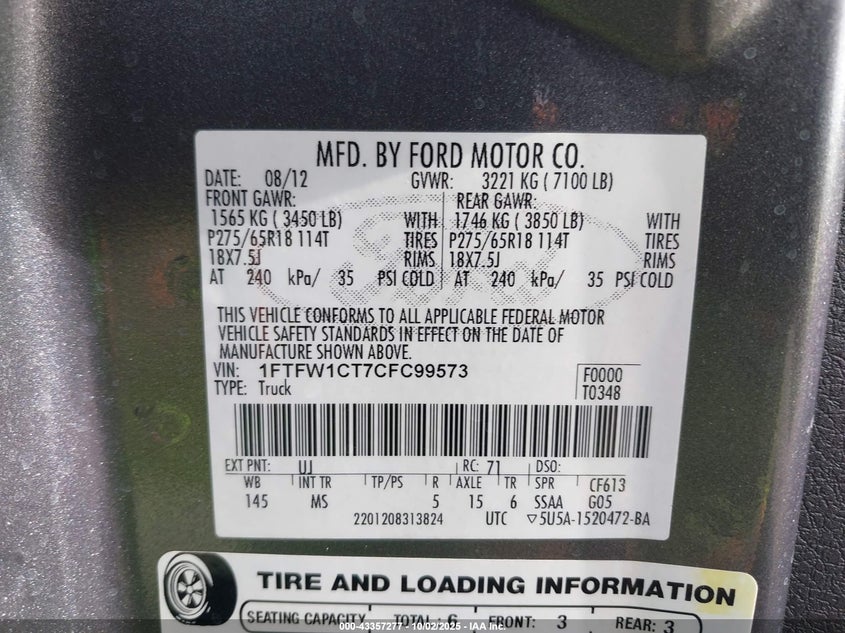 MFD. BY FORD MOTOR CO.
DATE: 08/12 GVWR: 3221 KG ( 7100 LB)
FRONT GAWR: REAR GAWR:
1565 KG ( 3450 LB) WITH 1746 KG ( 3850 LB) WITH
P275/65R18 114T TIRES P275/65R18 114T TIRES
18X7.5J RIMS 18X7.5J RIMS
AT 240 kPa/ 35 PSI COLD AT 240 kPa/ 35 PSI COLD
THIS VEHICLE CONFORMS TO ALL APPLICABLE FEDERAL MOTOR
VEHICLE SAFETY STANDARDS IN EFFECT ON THE DATE OF
MANUFACTURE SHOWN ABOVE.
VIN: 1FTFW1CT7CFC99573 F0000
TYPE: Truck T0348
EXT PNT: UJ RC: 71 DSO:
WB INT TR TP/PS R AXLE TR SPR CF613
145 MS 5 15 6 SSAA G05
2201208313824 UTC ▽5U5A-1520472-BA
TIRE AND LOADING INFORMATION
SEATING CAPACITY TOTAL 6 FRONT: 3 REAR: 3
000-43357277 - 10/02/2025 - IAA Inc.